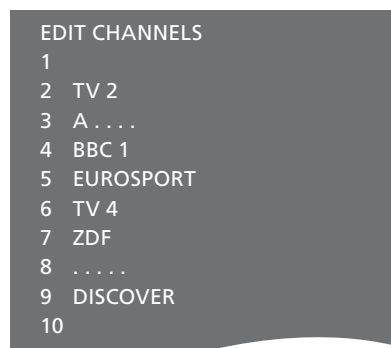 EDIT CHANNELS
1
2 TV 2
3 A . . . .
4 BBC 1
5 EUROSPORT
6 TV 4
7 ZDF
8 . . . . .
9 DISCOVER
10